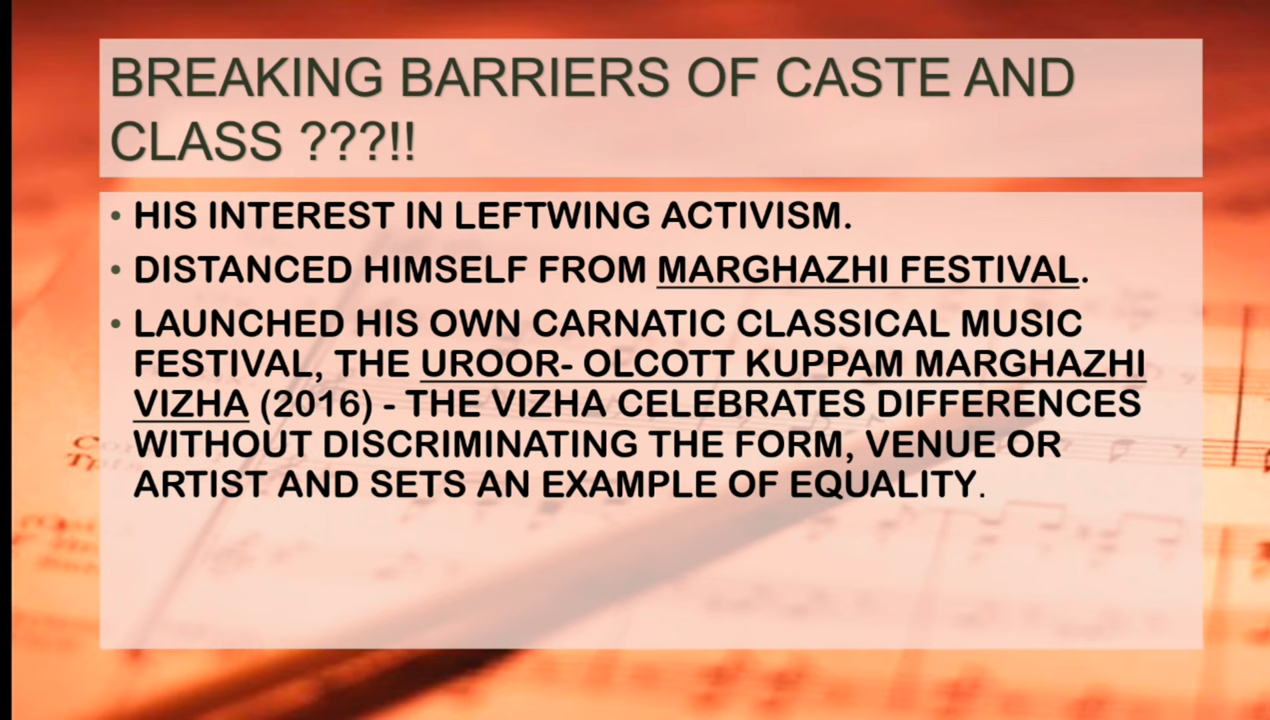 BREAKING BARRIERS OF CASTE AND
CLASS ???!!
• HIS INTEREST IN LEFTWING ACTIVISM.
• DISTANCED HIMSELF FROM MARGHAZHI FESTIVAL.
• LAUNCHED HIS OWN CARNATIC CLASSICAL MUSIC
FESTIVAL, THE UROOR- OLCOTT KUPPAM MARGHAZHI
VIZHA (2016) - THE VIZHA CELEBRATES DIFFERENCES
WITHOUT DISCRIMINATING THE FORM, VENUE OR
ARTIST AND SETS AN EXAMPLE OF EQUALITY.